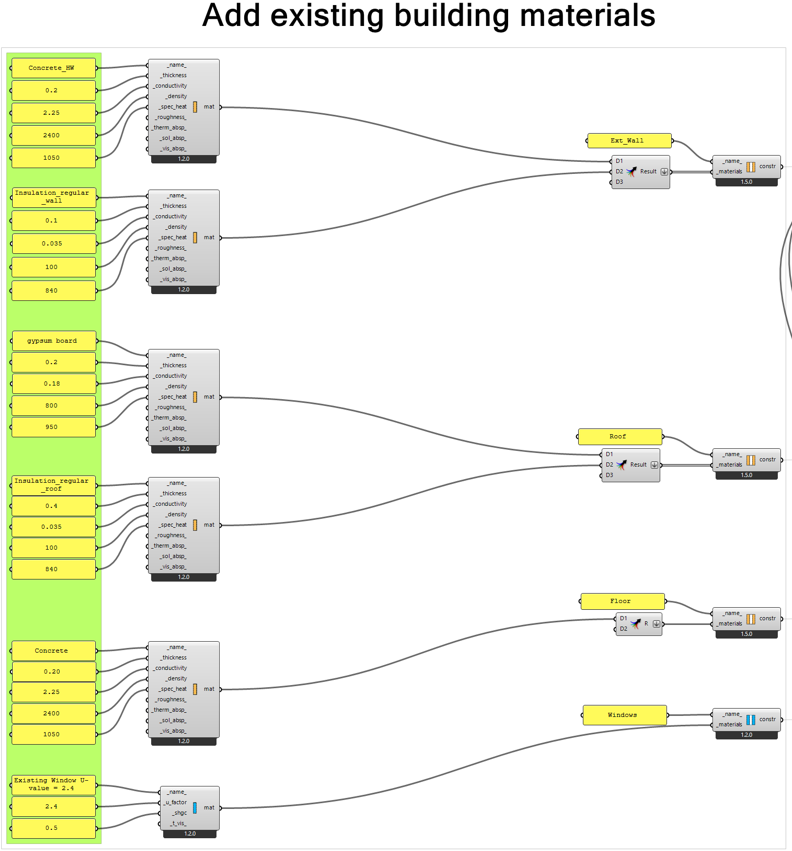 Add existing building materials
Concrete_HW
0.2
2.25
2400
1050
_name_
_thickness
_conductivity
_density
_spec_heat
_roughness_
_therm_absp_
_sol_absp_
_vis_absp_
mat
1.2.0
Insulation_regular
_wall
0.1
0.035
100
840
_name_
_thickness
_conductivity
_density
_spec_heat
_roughness_
_therm_absp_
_sol_absp_
_vis_absp_
mat
1.2.0
Ext_Wall
D1
D2
D3
Result
_name_
_materials
constr
1.5.0
gypsum board
0.2
0.18
800
950
_name_
_thickness
_conductivity
_density
_spec_heat
_roughness_
_therm_absp_
_sol_absp_
_vis_absp_
mat
1.2.0
Insulation_regular
_roof
0.4
0.035
100
840
_name_
_thickness
_conductivity
_density
_spec_heat
_roughness_
_therm_absp_
_sol_absp_
_vis_absp_
mat
1.2.0
Roof
D1
D2
D3
Result
_name_
_materials
constr
1.5.0
Concrete
0.20
2.25
2400
1050
_name_
_thickness
_conductivity
_density
_spec_heat
_roughness_
_therm_absp_
_sol_absp_
_vis_absp_
mat
1.2.0
Floor
D1
D2
R
_name_
_materials
constr
1.5.0
Existing Window U-
value = 2.4
2.4
0.5
_name_
_u_factor
_shgc
_t_vis_
mat
1.2.0
Windows
_name_
_materials
constr
1.2.0